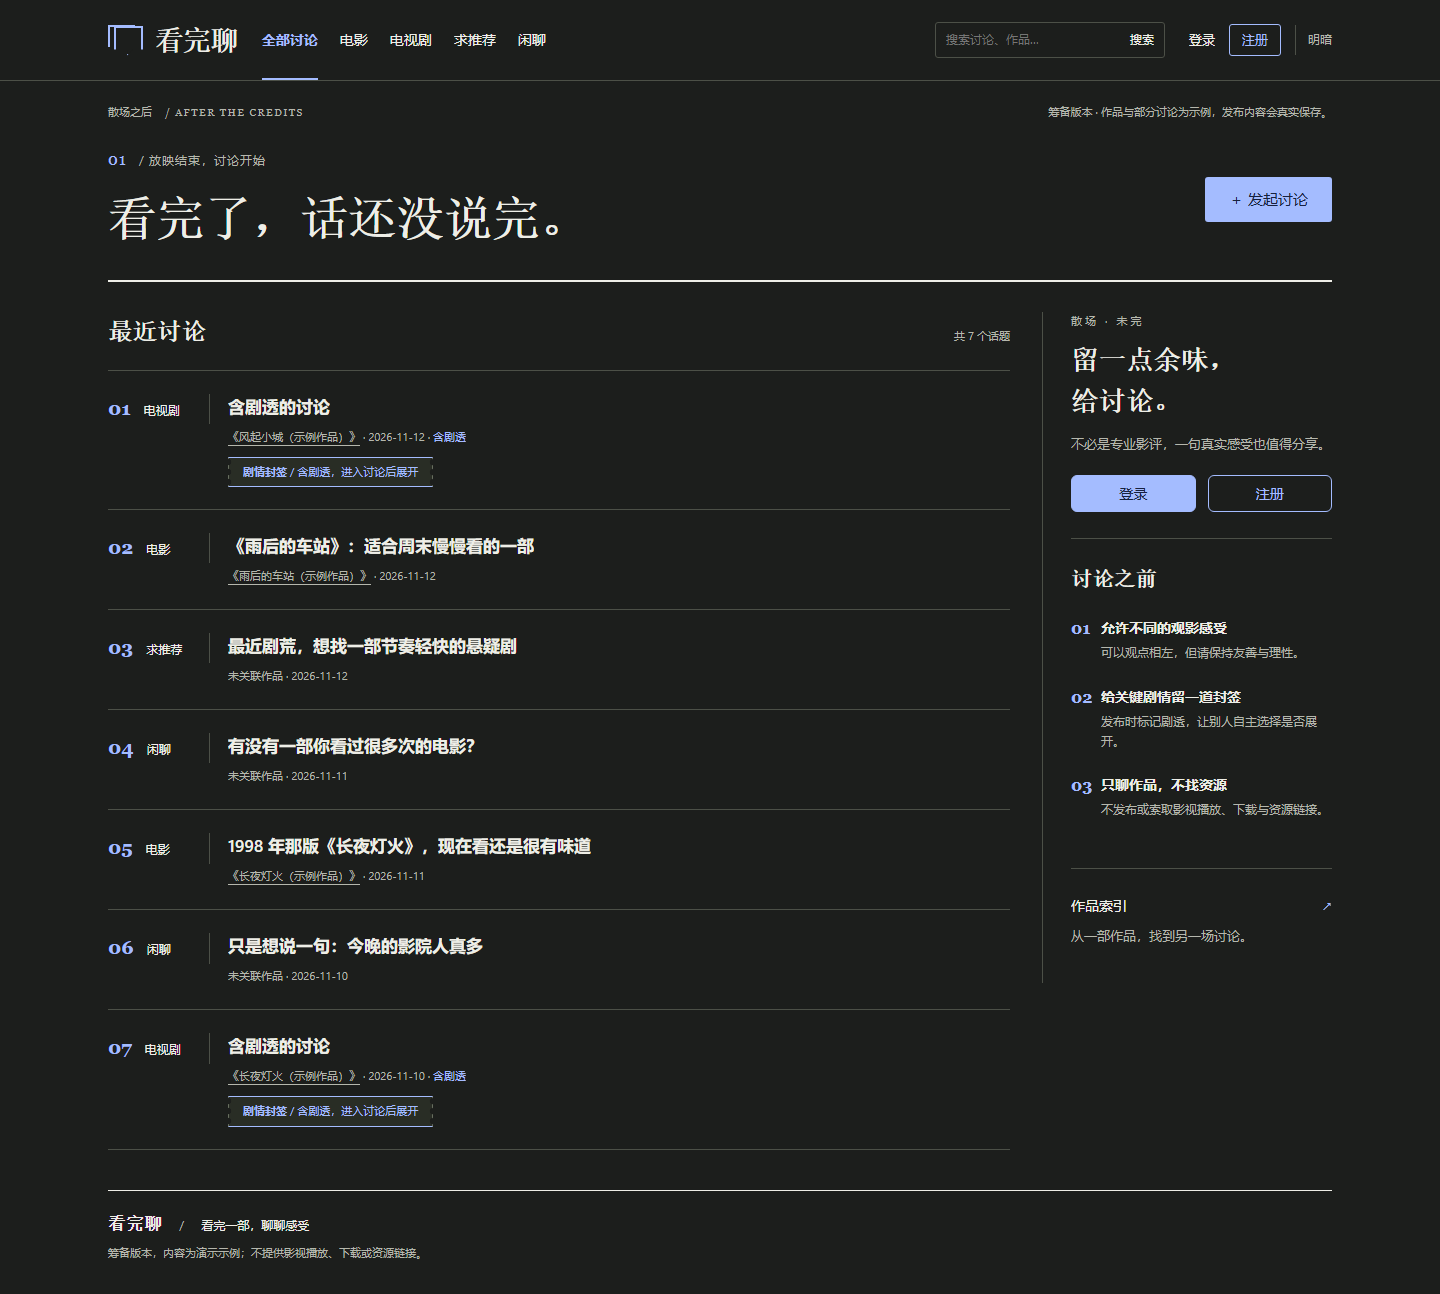 看完聊
全部讨论 电影 电视剧 求推荐 闲聊
搜索讨论、作品... 搜索
登录 注册 明暗
散场之后 / AFTER THE CREDITS
筹备版本 · 作品与部分讨论为示例，发布内容会真实保存。
01 / 放映结束，讨论开始
看完了，话还没说完。
+ 发起讨论
最近讨论
共 7 个话题
01 电视剧
含剧透的讨论
《风起小城（示例作品）》 · 2026-11-12 · 含剧透
剧情封签 / 含剧透，进入讨论后展开
02 电影
《雨后的车站》：适合周末慢慢看的一部
《雨后的车站（示例作品）》 · 2026-11-12
03 求推荐
最近剧荒，想找一部节奏轻快的悬疑剧
未关联作品 · 2026-11-12
04 闲聊
有没有一部你看过很多次的电影？
未关联作品 · 2026-11-11
05 电影
1998 年那版《长夜灯火》，现在看还是很有味道
《长夜灯火（示例作品）》 · 2026-11-11
06 闲聊
只是想说一句：今晚的影院人真多
未关联作品 · 2026-11-10
07 电视剧
含剧透的讨论
《长夜灯火（示例作品）》 · 2026-11-10 · 含剧透
剧情封签 / 含剧透，进入讨论后展开
散场 · 未完
留一点余味，
给讨论。
不必是专业影评，一句真实感受也值得分享。
登录 注册
讨论之前
01 允许不同的观影感受
可以观点相左，但请保持友善与理性。
02 给关键剧情留一道封签
发布时标记剧透，让别人自主选择是否展
开。
03 只聊作品，不找资源
不发布或索取影视播放、下载与资源链接。
作品索引 ↗
从一部作品，找到另一场讨论。
看完聊 / 看完一部，聊聊感受
筹备版本，内容为演示示例；不提供影视播放、下载或资源链接。